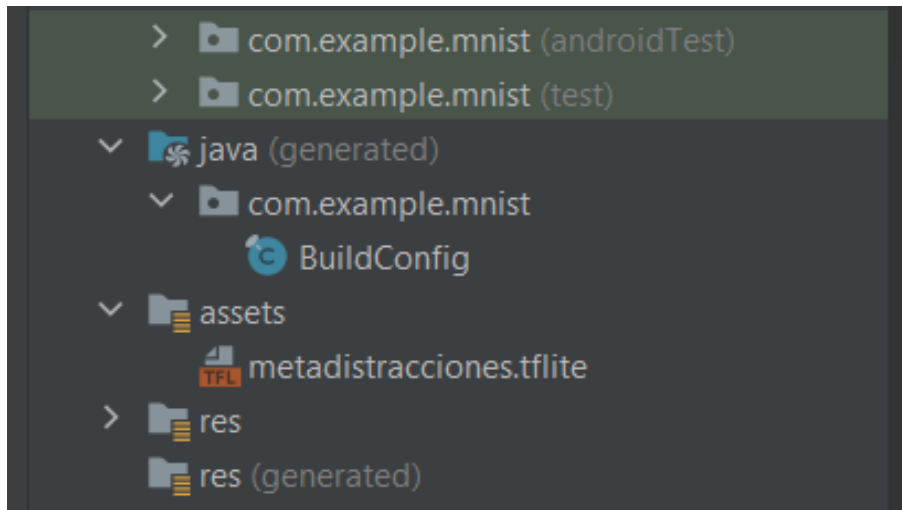 com.example.mnist (androidTest)
com.example.mnist (test)
java (generated)
com.example.mnist
C BuildConfig
assets
TFL metadistracciones.tflite
res
res (generated)